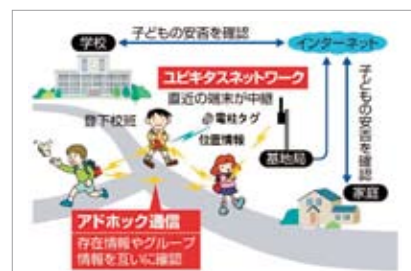 学校
子どもの安否を確認
インターネット
ユビキタスネットワーク
直近の端末が中継
登下校班
@電柱タグ
位置情報
基地局
子どもの安否を確認
家庭
アドホック通信
存在情報やグループ
情報を互いに確認